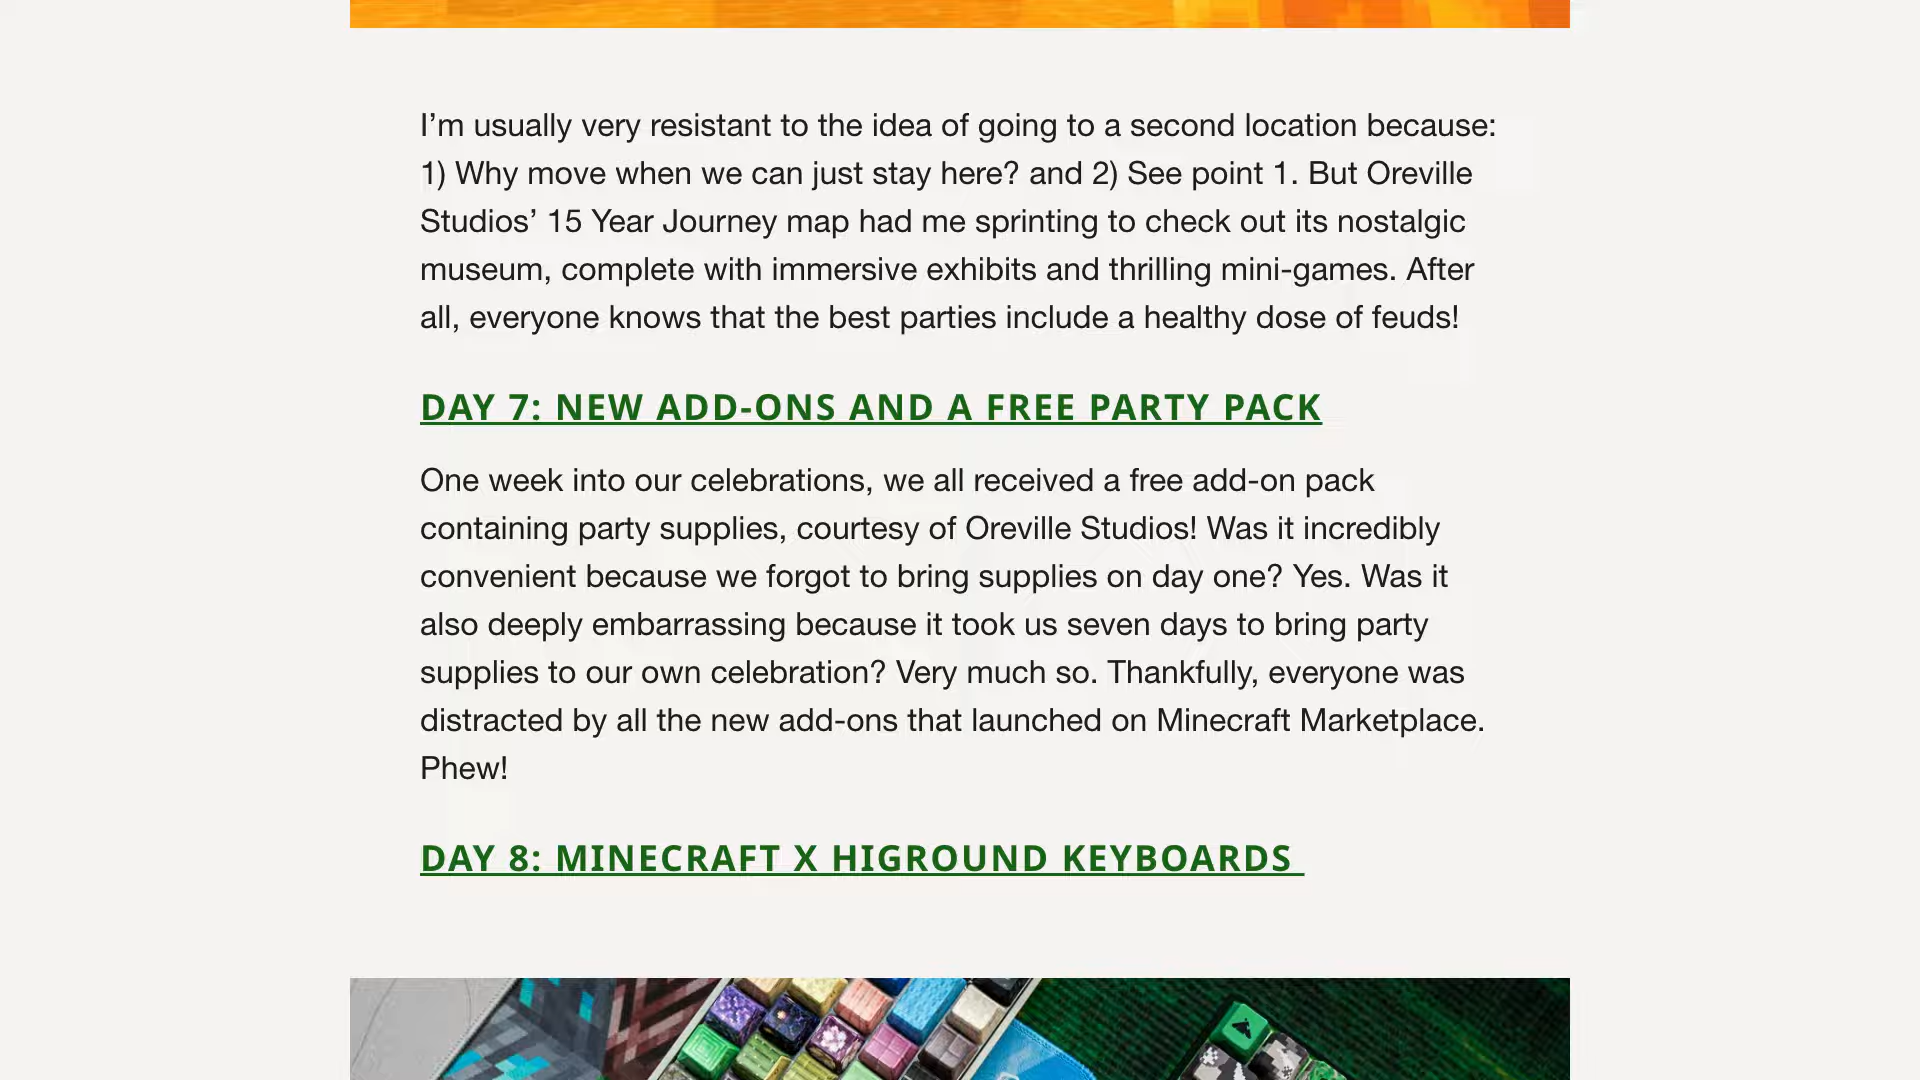 I’m usually very resistant to the idea of going to a second location because:
1) Why move when we can just stay here? and 2) See point 1. But Oreville
Studios’ 15 Year Journey map had me sprinting to check out its nostalgic
museum, complete with immersive exhibits and thrilling mini-games. After
all, everyone knows that the best parties include a healthy dose of feuds!
DAY 7: NEW ADD-ONS AND A FREE PARTY PACK
One week into our celebrations, we all received a free add-on pack
containing party supplies, courtesy of Oreville Studios! Was it incredibly
convenient because we forgot to bring supplies on day one? Yes. Was it
also deeply embarrassing because it took us seven days to bring party
supplies to our own celebration? Very much so. Thankfully, everyone was
distracted by all the new add-ons that launched on Minecraft Marketplace.
Phew!
DAY 8: MINECRAFT X HIGROUND KEYBOARDS